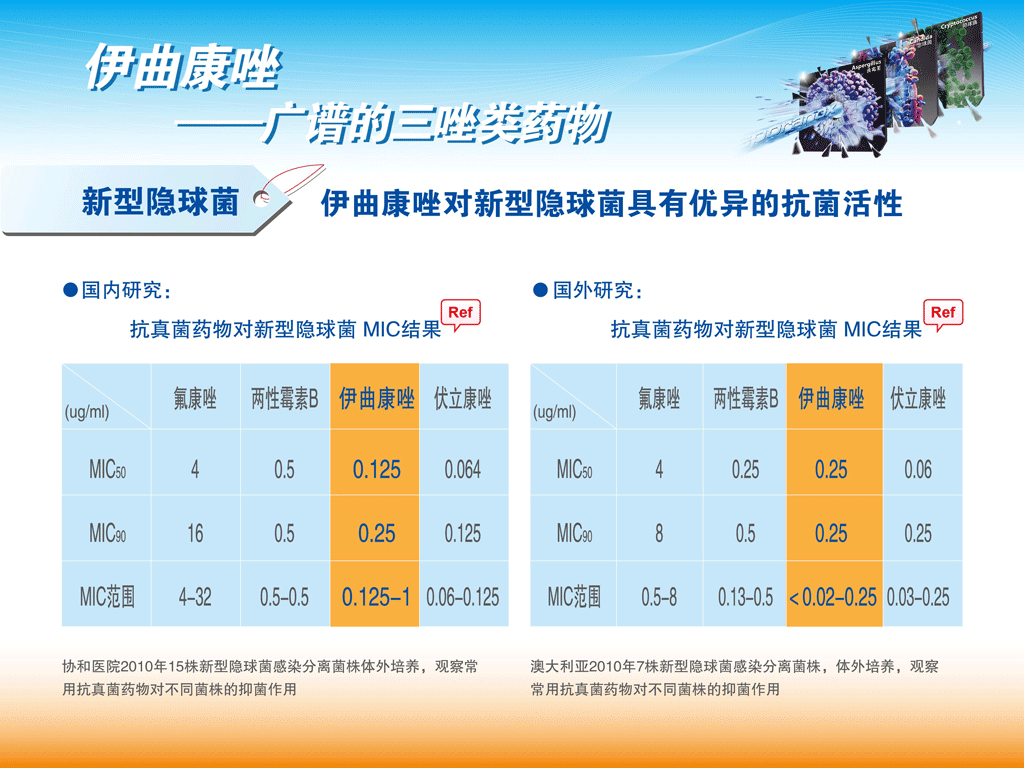 伊曲康唑
——广谱的三唑类药物
Aspergillus
Candida
Cryptococcus
新型隐球菌
伊曲康唑对新型隐球菌具有优异的抗菌活性
●国内研究：
抗真菌药物对新型隐球菌 MIC结果
Ref
(ug/ml) 氟康唑 两性霉素B 伊曲康唑 伏立康唑
MIC50 4 0.5 0.125 0.064
MIC90 16 0.5 0.25 0.125
MIC范围 4–32 0.5–0.5 0.125–1 0.06–0.125
协和医院2010年15株新型隐球菌感染分离菌株体外培养，观察常
用抗真菌药物对不同菌株的抑菌作用
●国外研究：
抗真菌药物对新型隐球菌 MIC结果
Ref
(ug/ml) 氟康唑 两性霉素B 伊曲康唑 伏立康唑
MIC50 4 0.25 0.25 0.06
MIC90 8 0.5 0.25 0.25
MIC范围 0.5–8 0.13–0.5 <0.02–0.25 0.03–0.25
澳大利亚2010年7株新型隐球菌感染分离菌株，体外培养，观察
常用抗真菌药物对不同菌株的抑菌作用